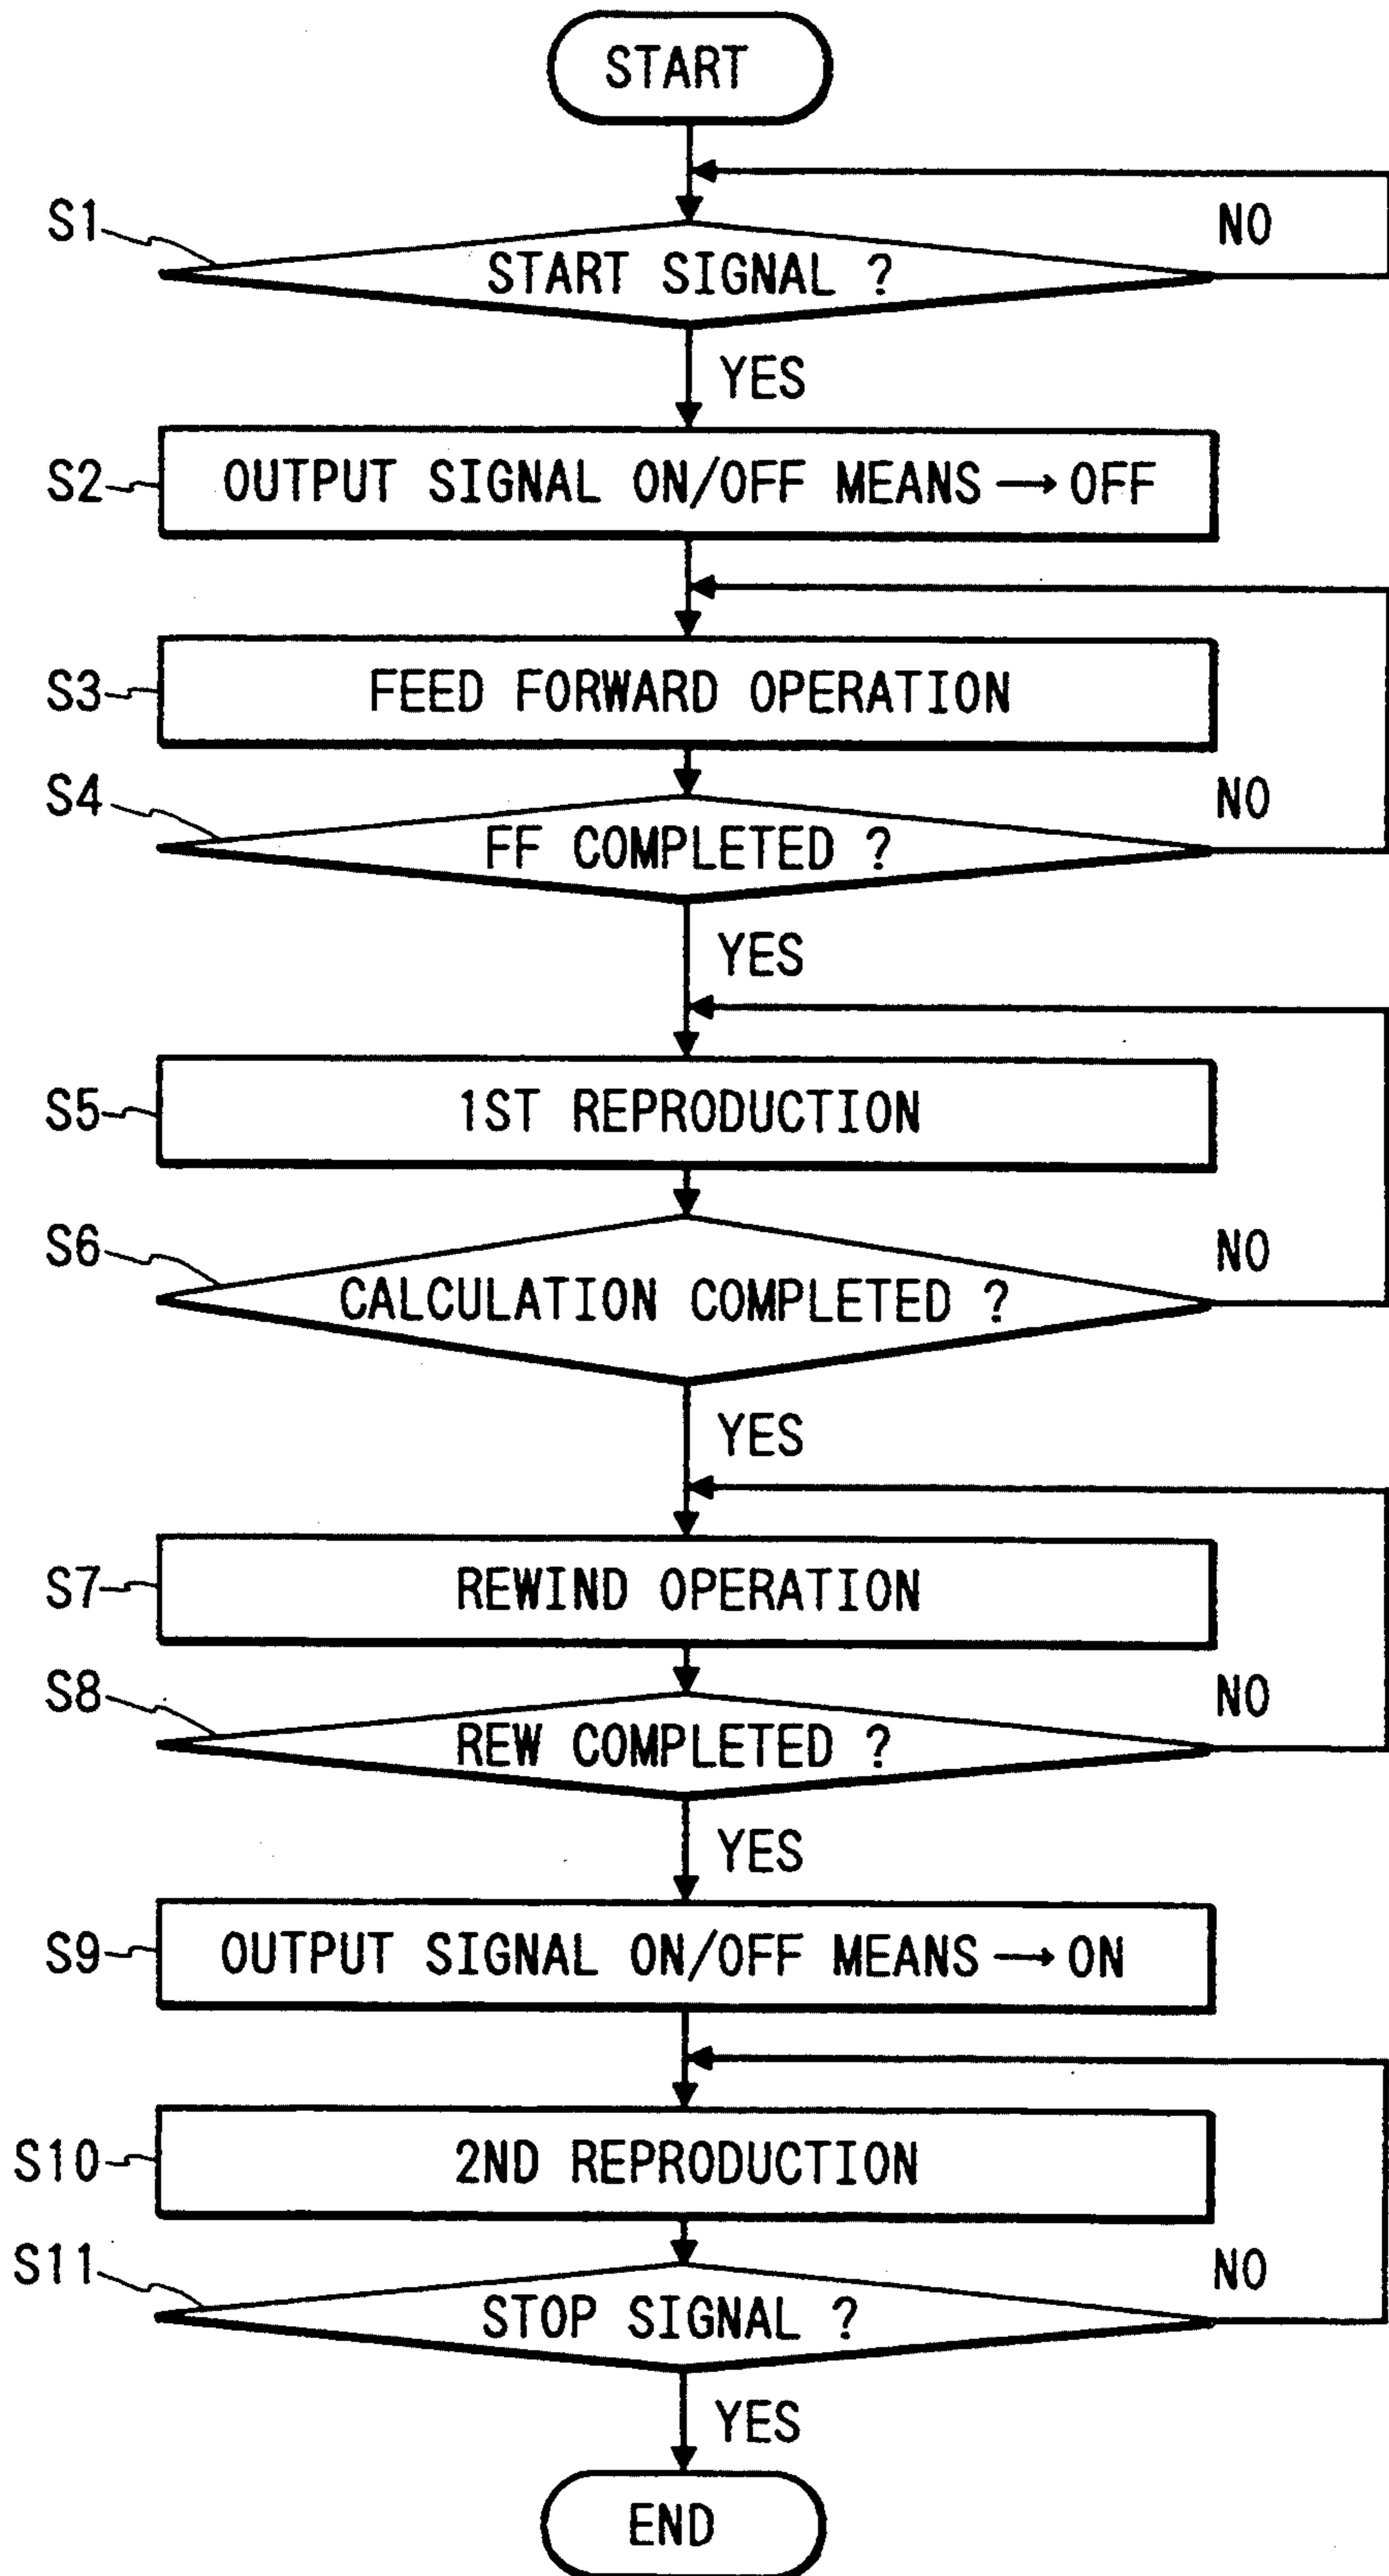 START
NO
S1
START SIGNAL ?
YES
S2
OUTPUT SIGNAL ON/OFF MEANS → OFF
S3
FEED FORWARD OPERATION
S4
NO
FF COMPLETED ?
YES
S5
1ST REPRODUCTION
S6
NO
CALCULATION COMPLETED ?
YES
S7
REWIND OPERATION
S8
NO
REW COMPLETED ?
YES
S9
OUTPUT SIGNAL ON/OFF MEANS → ON
S10
2ND REPRODUCTION
S11
NO
STOP SIGNAL ?
YES
END